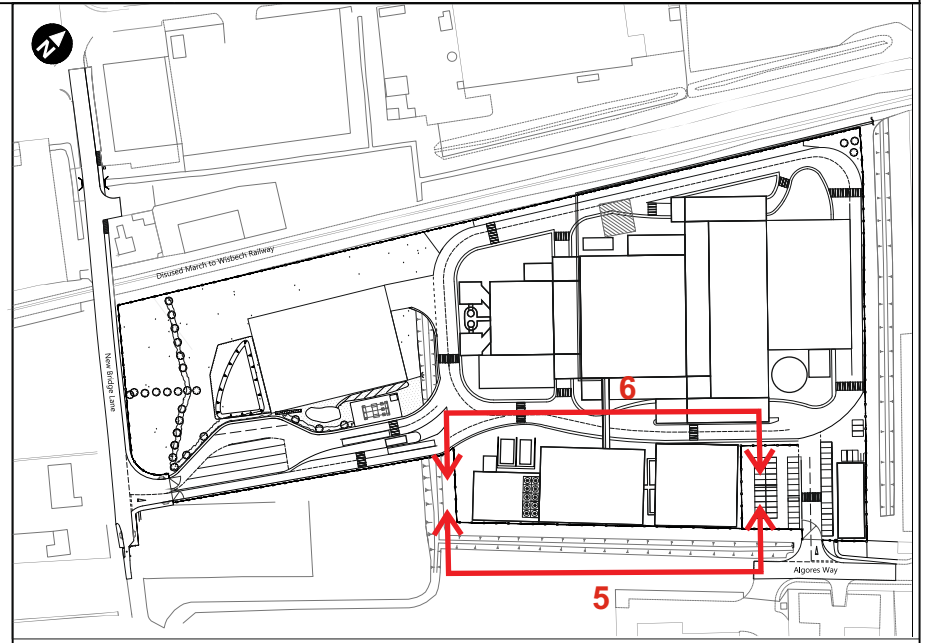 N
Disused March to Wisbech Railway
New Bridge Lane
6
5
Algores Way